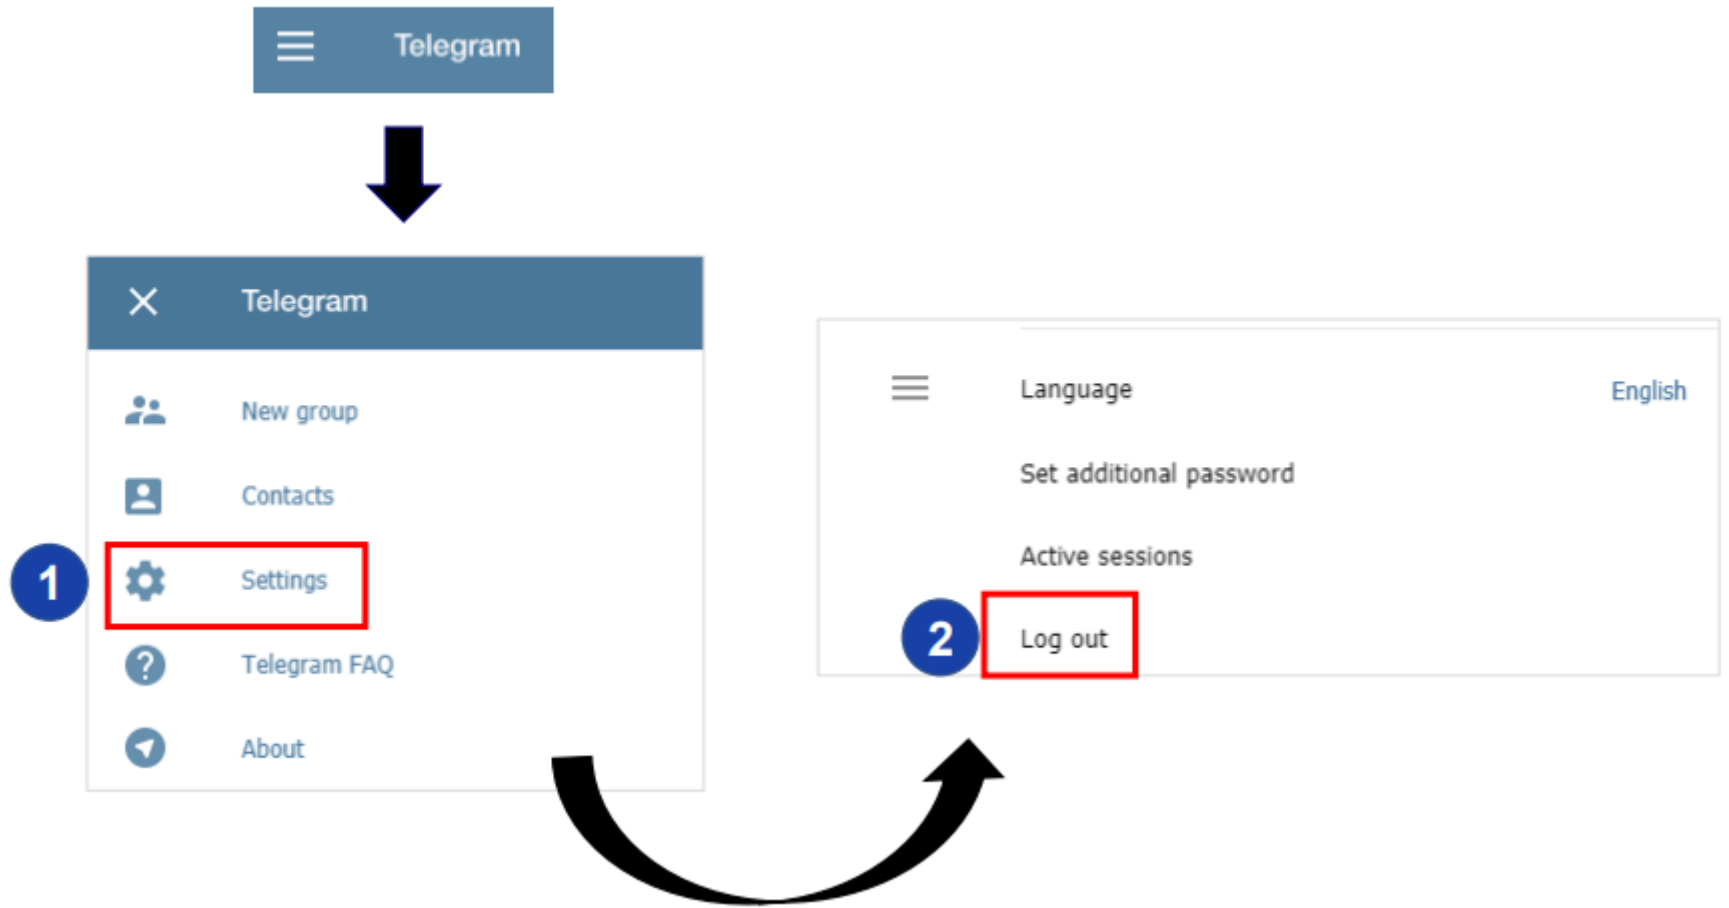 Telegram
Telegram
New group
Contacts
1
Settings
Telegram FAQ
About
Language English
Set additional password
Active sessions
2
Log out